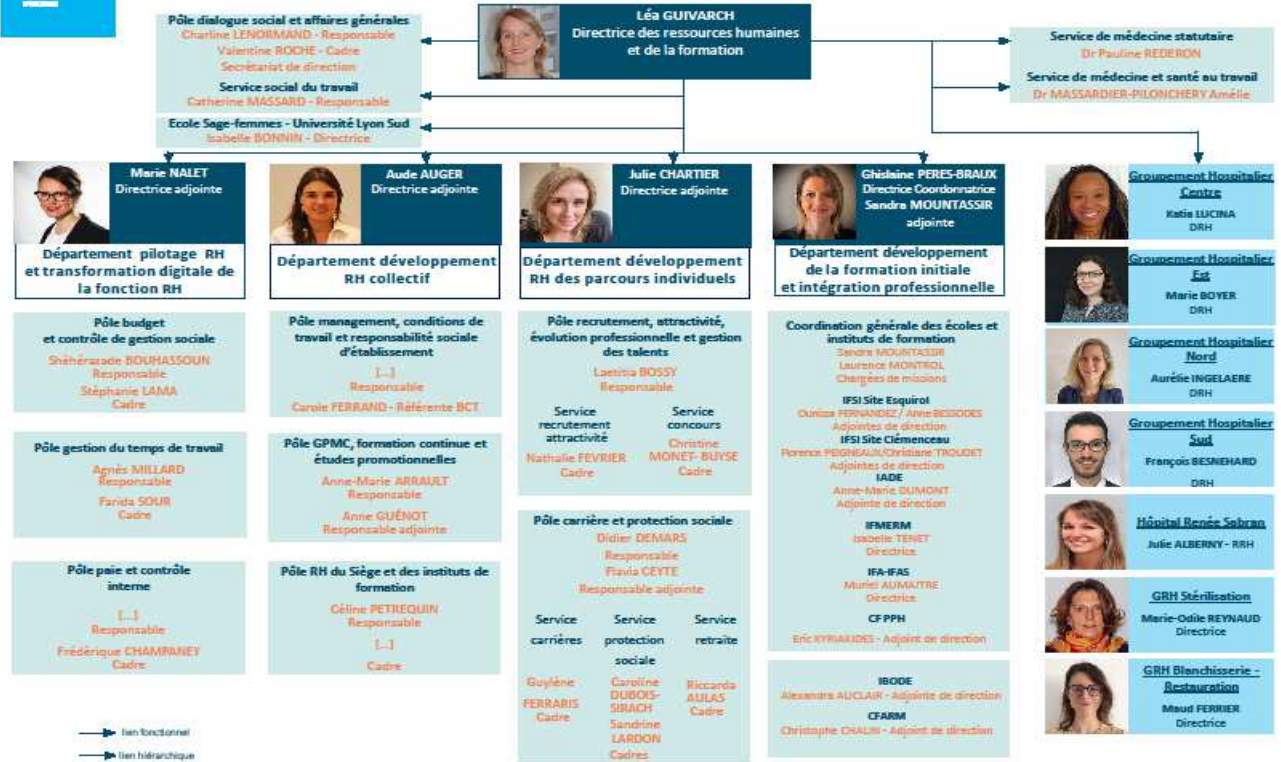 Léa GUIVARCH
Directrice des ressources humaines
et de la formation
Pôle dialogue social et affaires générales
Charline LENORMAND - Responsable
Valentine ROCHE - Cadre
Secrétariat de direction
Service social du travail
Catherine MASSARD - Responsable
Ecole Sage-femmes - Université Lyon Sud
Isabelle BONNIN - Directrice
Service de médecine statutaire
Dr Pauline REDERON
Service de médecine et santé au travail
Dr MASSARDIER-PILONCHERY Amélie
Marie NALET
Directrice adjointe
Département pilotage RH
et transformation digitale de
la fonction RH
Pôle budget
et contrôle de gestion sociale
Shéhérazade BOUHASSOUN
Responsable
Stéphanie LAMA
Cadre
Pôle gestion du temps de travail
Agnès MILLARD
Responsable
Farida SOUR
Cadre
Pôle paie et contrôle
interne
[...]
Responsable
Frédérique CHAMPANEY
Cadre
Aude AUGER
Directrice adjointe
Département développement
RH collectif
Pôle management, conditions de
travail et responsabilité sociale
d'établissement
[...]
Responsable
Carole FERRAND - Référente BCT
Pôle GPMC, formation continue et
études promotionnelles
Anne-Marie ARRAULT
Responsable
Anne GUÉNOT
Responsable adjointe
Pôle RH du Siège et des instituts de
formation
Céline PETREQUIN
Responsable
[...]
Cadre
Julie CHARTIER
Directrice adjointe
Département développement
RH des parcours individuels
Pôle recrutement, attractivité,
évolution professionnelle et gestion
des talents
Laetitia BOSSY
Responsable
Service
recrutement
attractivité
Nathalie FEVRIER
Cadre
Service
concours
Christine
MONET- BUYSE
Cadre
Pôle carrière et protection sociale
Didier DEMARS
Responsable
Flavia CEYTE
Responsable adjointe
Service
carrières
Guylène
FERRARIS
Cadre
Service
protection
sociale
Caroline
DUBOIS-
SIRACH
Sandrine
LARDON
Cadres
Service
retraite
Riccarda
AULAS
Cadre
Ghislaine PERES-BRAUX
Directrice Coordonnatrice
Sandra MOUNTASSIR
adjointe
Département développement
de la formation initiale
et intégration professionnelle
Coordination générale des écoles et
instituts de formation
Sandra MOUNTASSIR
Laurence MONTROL
Chargées de missions
IFSI Site Esquirol
FERNANDEZ / Anne BESSODES
Adjointes de direction
IFSI Site Clémenceau
Florence PEIGNEAUX/Christiane TROUDET
Adjointes de direction
IADE
Anne-Marie DUMONT
Adjointe de direction
IFMERM
Isabelle TENET
Directrice
IFA-IFAS
Muriel AUMAITRE
Directrice
CF PPH
Eric KYRIAKIDES - Adjoint de direction
IBODE
Alexandra AUCLAIR - Adjointe de direction
CFARM
Christophe CHALIN - Adjoint de direction
Groupement Hospitalier
Centre
Katia LUCINA
DRH
Groupement Hospitalier
Est
Marie BOYER
DRH
Groupement Hospitalier
Nord
Aurélie INGELAERE
DRH
Groupement Hospitalier
Sud
François BESNEHARD
DRH
Hôpital Renée Sabran
Julie ALBERNY - RRH
GRH Stérilisation
Marie-Odile REYNAUD
Directrice
GRH Blanchisserie -
Restauration
Maud FERRIER
Directrice
lien fonctionnel
lien hiérarchique